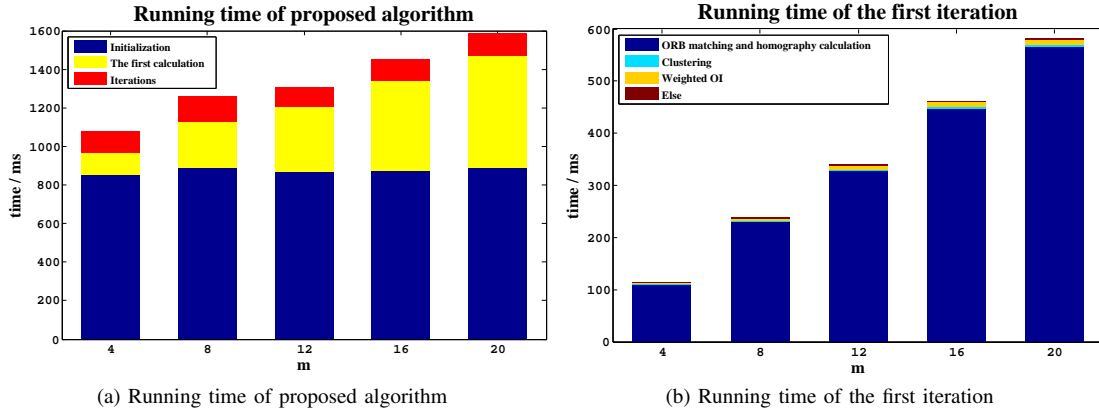 Running time of proposed algorithm
1600
1400
1200
1000
800
600
400
200
0
time / ms
Initialization
The first calculation
Iterations
4 8 12 16 20
m
(a) Running time of proposed algorithm
Running time of the first iteration
600
500
400
300
200
100
0
time / ms
ORB matching and homography calculation
Clustering
Weighted OI
Else
4 8 12 16 20
m
(b) Running time of the first iteration